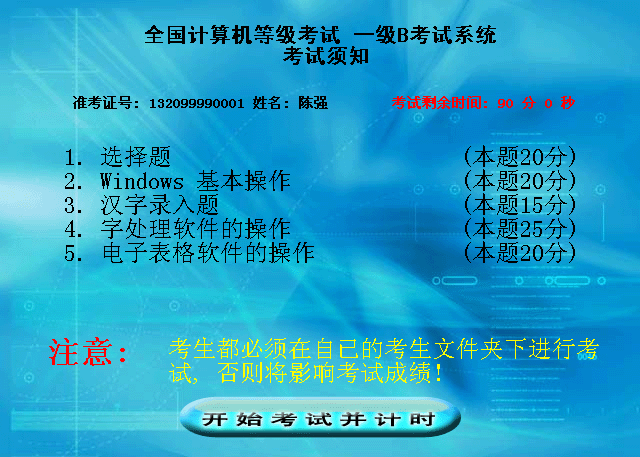 全国计算机等级考试 一级B考试系统
考试须知
准考证号: 132099990001 姓名: 陈强 考试剩余时间: 90 分 0 秒
1. 选择题 (本题20分)
2. Windows 基本操作 (本题20分)
3. 汉字录入题 (本题15分)
4. 字处理软件的操作 (本题25分)
5. 电子表格软件的操作 (本题20分)
注意: 考生都必须在自已的考生文件夹下进行考
试, 否则将影响考试成绩!
开始考试并计时